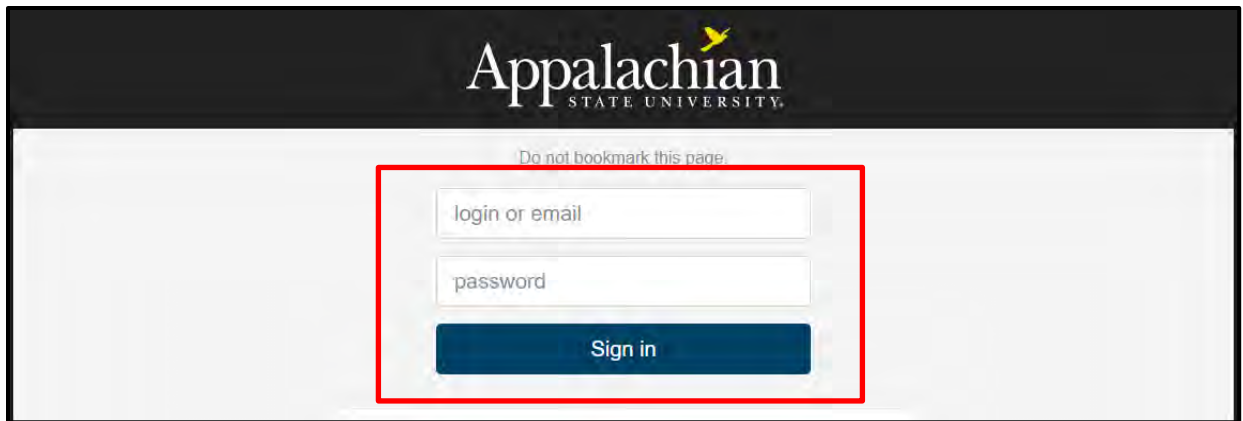 Appalachian
STATE UNIVERSITY.
Do not bookmark this page.
login or email
password
Sign in